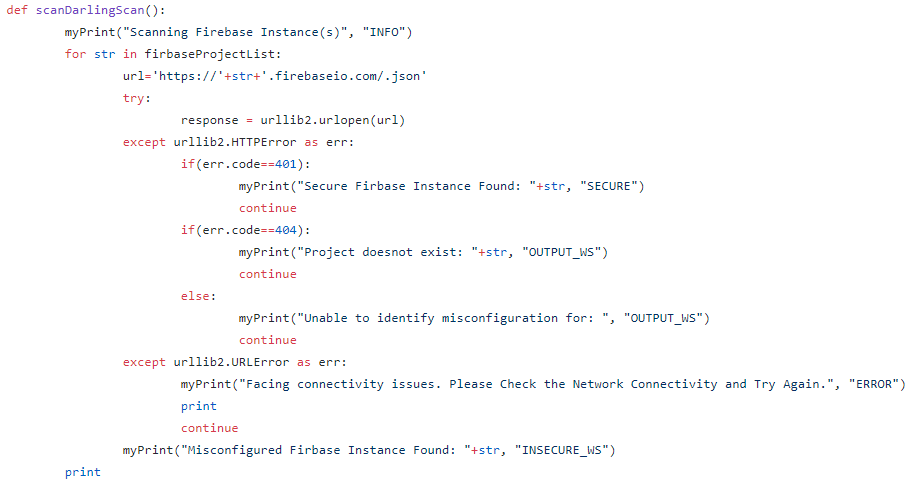 def scanDarlingScan():
myPrint("Scanning Firebase Instance(s)", "INFO")
for str in firbaseProjectList:
url='https://'+str+'.firebaseio.com/.json'
try:
response = urllib2.urlopen(url)
except urllib2.HTTPError as err:
if(err.code==401):
myPrint("Secure Firbase Instance Found: "+str, "SECURE")
continue
if(err.code==404):
myPrint("Project doesnot exist: "+str, "OUTPUT_WS")
continue
else:
myPrint("Unable to identify misconfiguration for: ", "OUTPUT_WS")
continue
except urllib2.URLError as err:
myPrint("Facing connectivity issues. Please Check the Network Connectivity and Try Again.", "ERROR")
print
continue
myPrint("Misconfigured Firbase Instance Found: "+str, "INSECURE_WS")
print